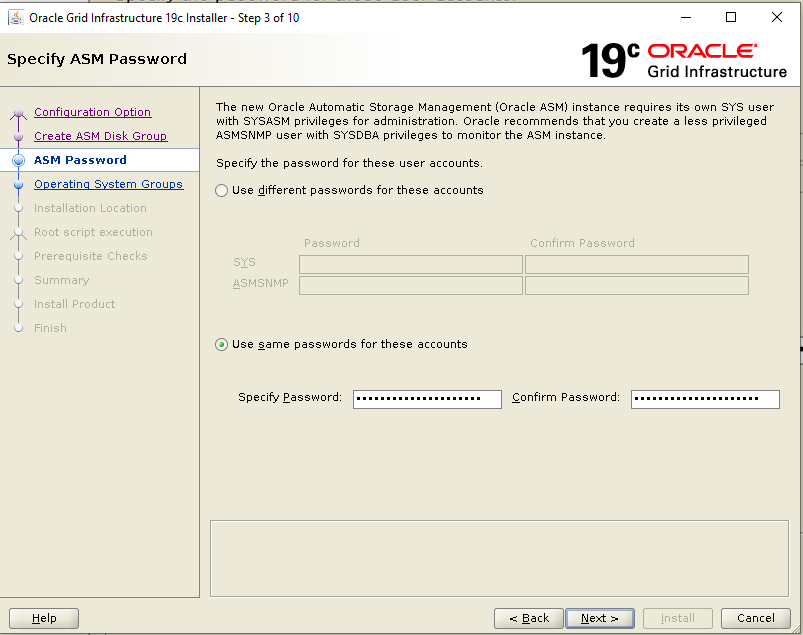 Oracle Grid Infrastructure 19c Installer - Step 3 of 10
Specify ASM Password
19c ORACLE
Grid Infrastructure
Configuration Option
Create ASM Disk Group
ASM Password
Operating System Groups
Installation Location
Root script execution
Prerequisite Checks
Summary
Install Product
Finish
The new Oracle Automatic Storage Management (Oracle ASM) instance requires its own SYS user
with SYSASM privileges for administration. Oracle recommends that you create a less privileged
ASMSNMP user with SYSDBA privileges to monitor the ASM instance.
Specify the password for these user accounts.
Use different passwords for these accounts
Password Confirm Password
SYS
ASMSNMP
Use same passwords for these accounts
Specify Password: Confirm Password:
Help < Back Next > Install Cancel